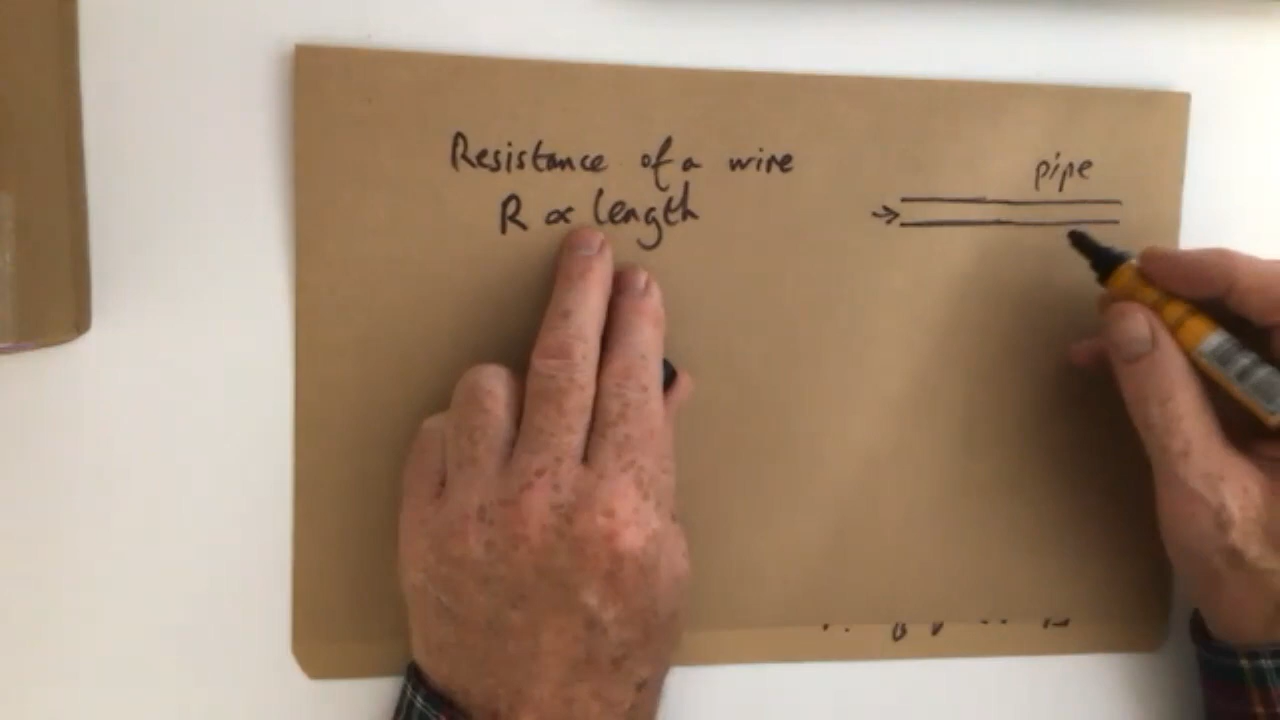 Resistance of a wire
R ∝ length
pipe